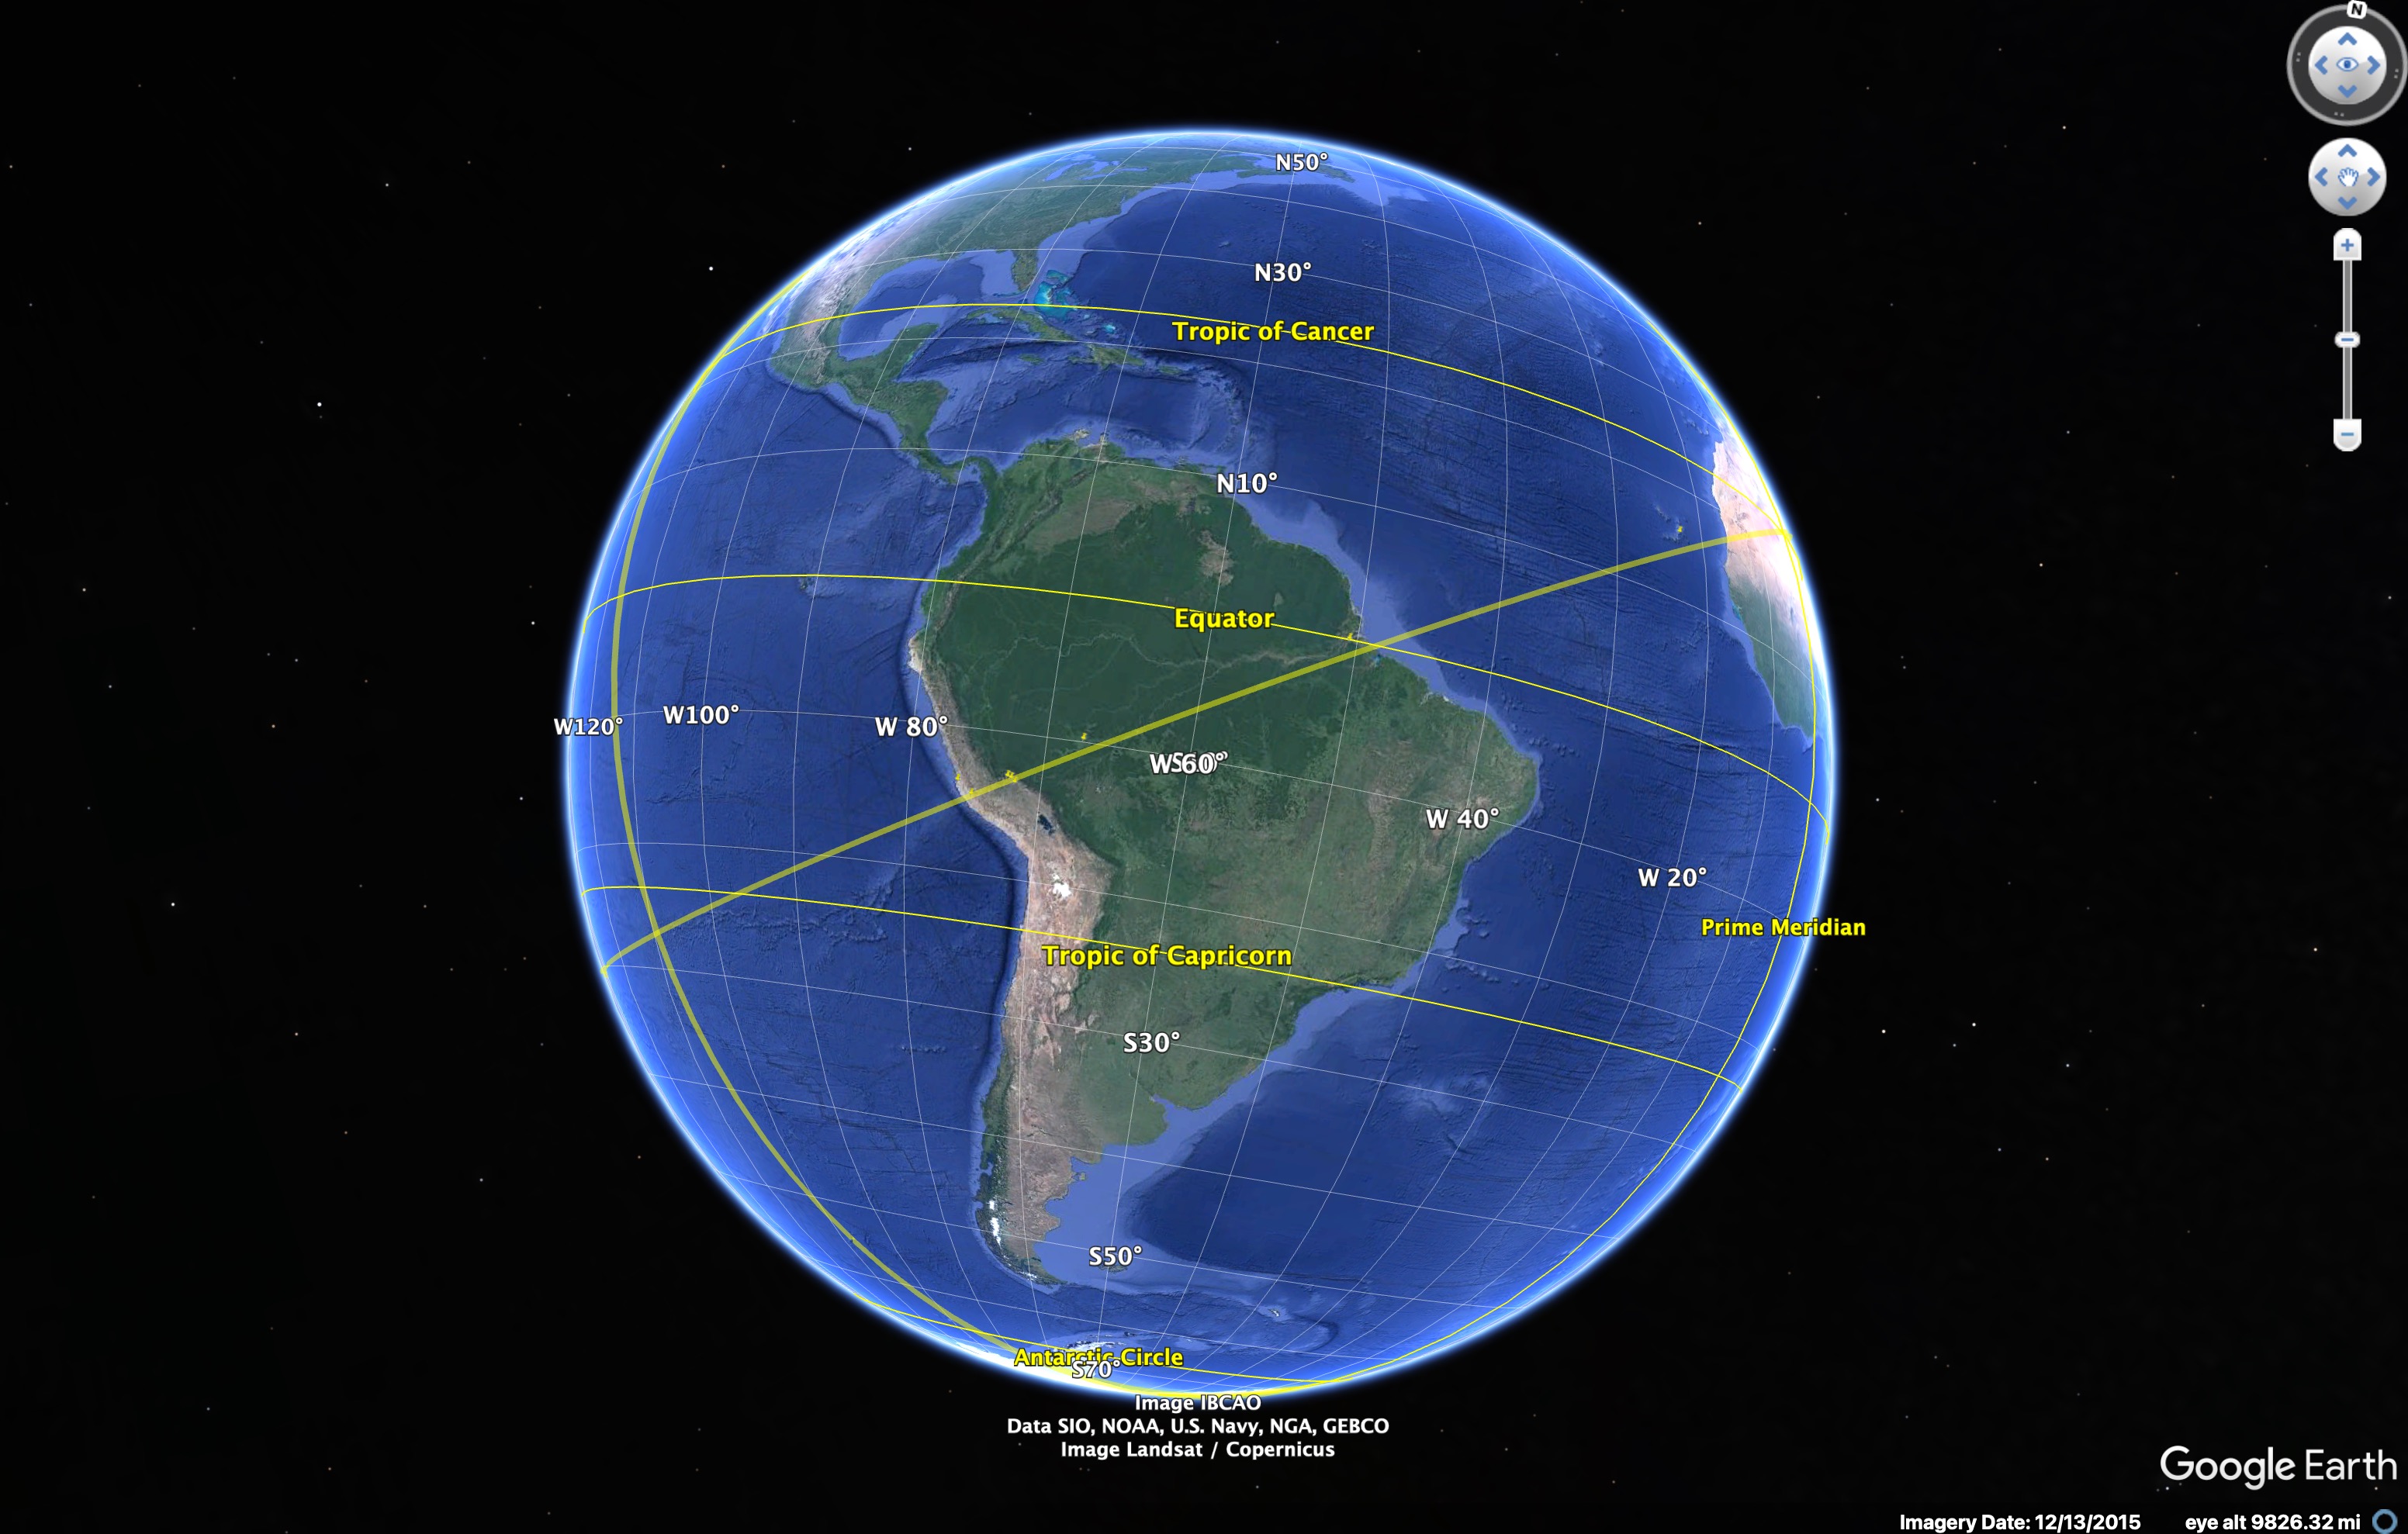 N
N50°
N30°
Tropic of Cancer
N10°
Equator
W120°
W100°
W 80°
W 60°
W 40°
W 20°
Prime Meridian
Tropic of Capricorn
S30°
S50°
Antarctic Circle
S70°
Image IBCAO
Data SIO, NOAA, U.S. Navy, NGA, GEBCO
Image Landsat / Copernicus
Google Earth
Imagery Date: 12/13/2015 eye alt 9826.32 mi